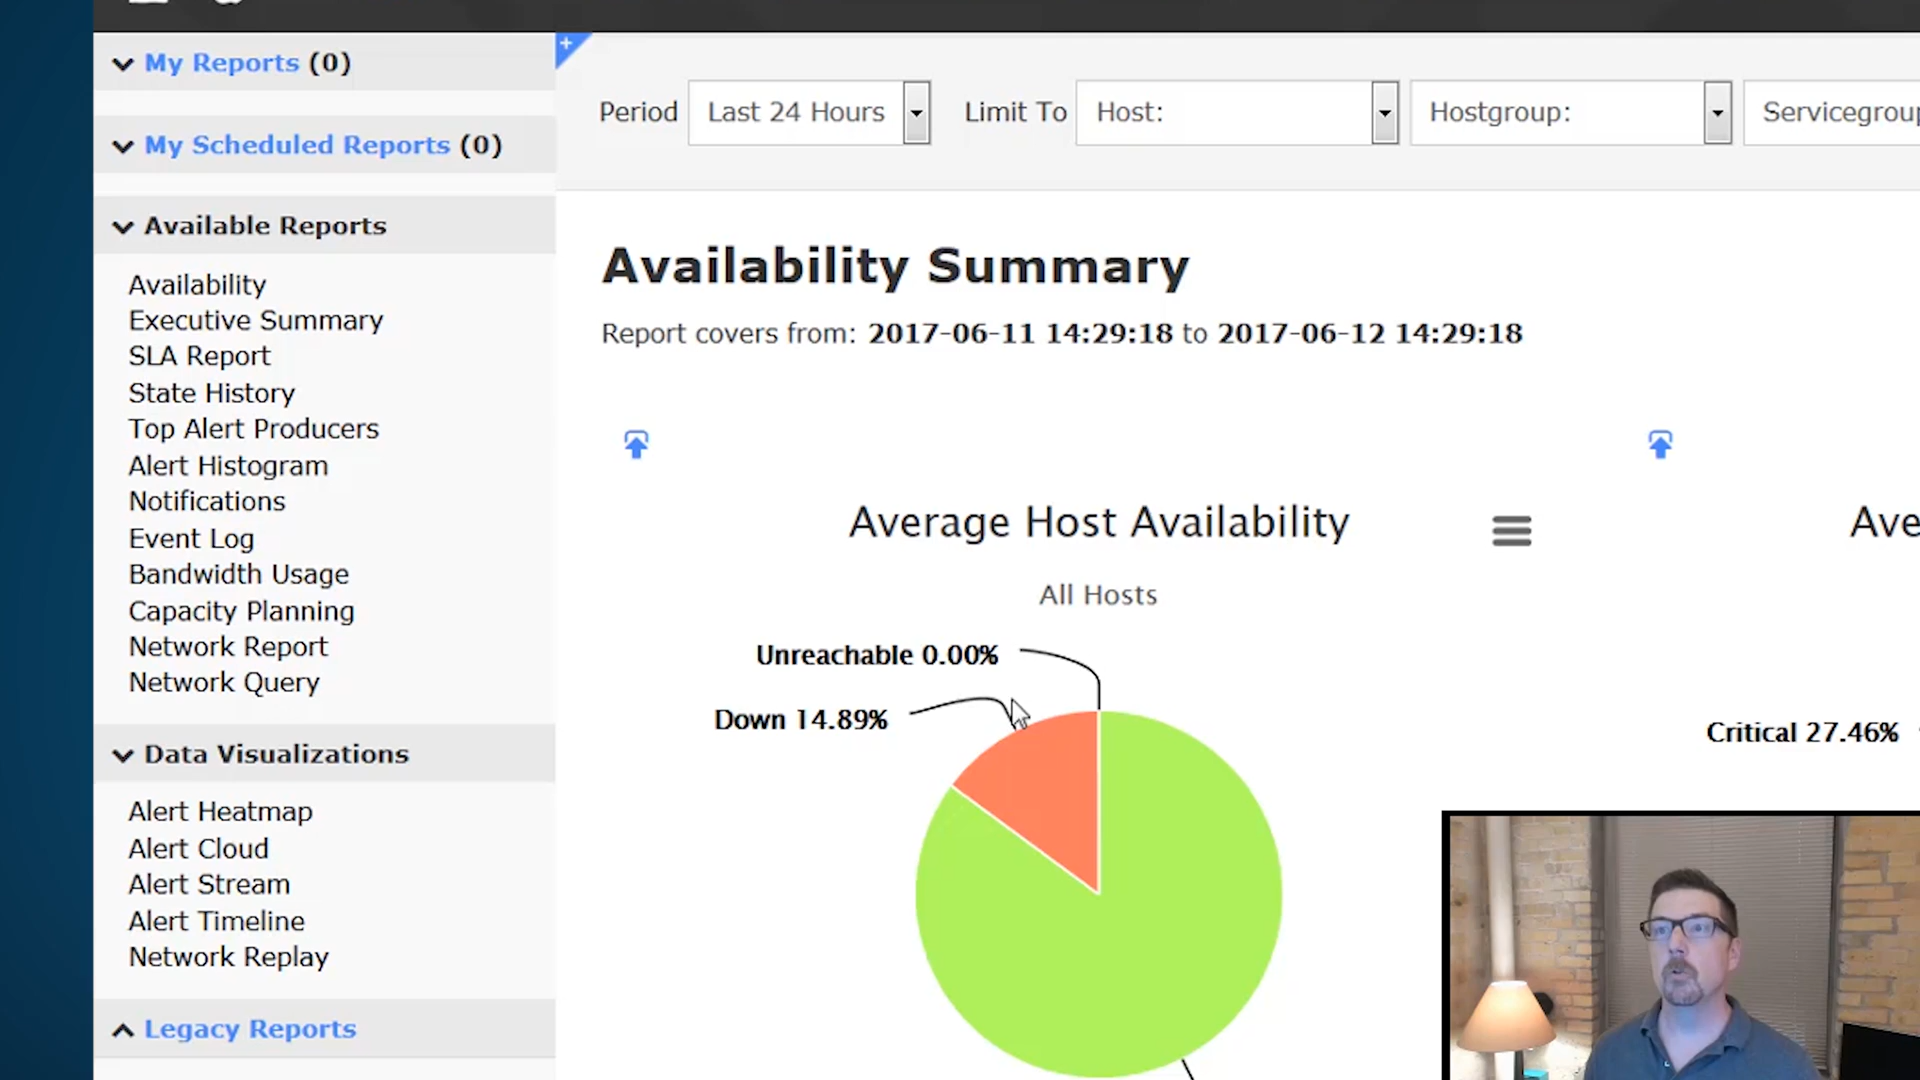 My Reports (0)
My Scheduled Reports (0)
Available Reports
Availability
Executive Summary
SLA Report
State History
Top Alert Producers
Alert Histogram
Notifications
Event Log
Bandwidth Usage
Capacity Planning
Network Report
Network Query
Data Visualizations
Alert Heatmap
Alert Cloud
Alert Stream
Alert Timeline
Network Replay
Legacy Reports
Period Last 24 Hours Limit To Host: Hostgroup: Servicegroup
Availability Summary
Report covers from: 2017-06-11 14:29:18 to 2017-06-12 14:29:18
Average Host Availability
All Hosts
Unreachable 0.00%
Down 14.89%
Ave
Critical 27.46%